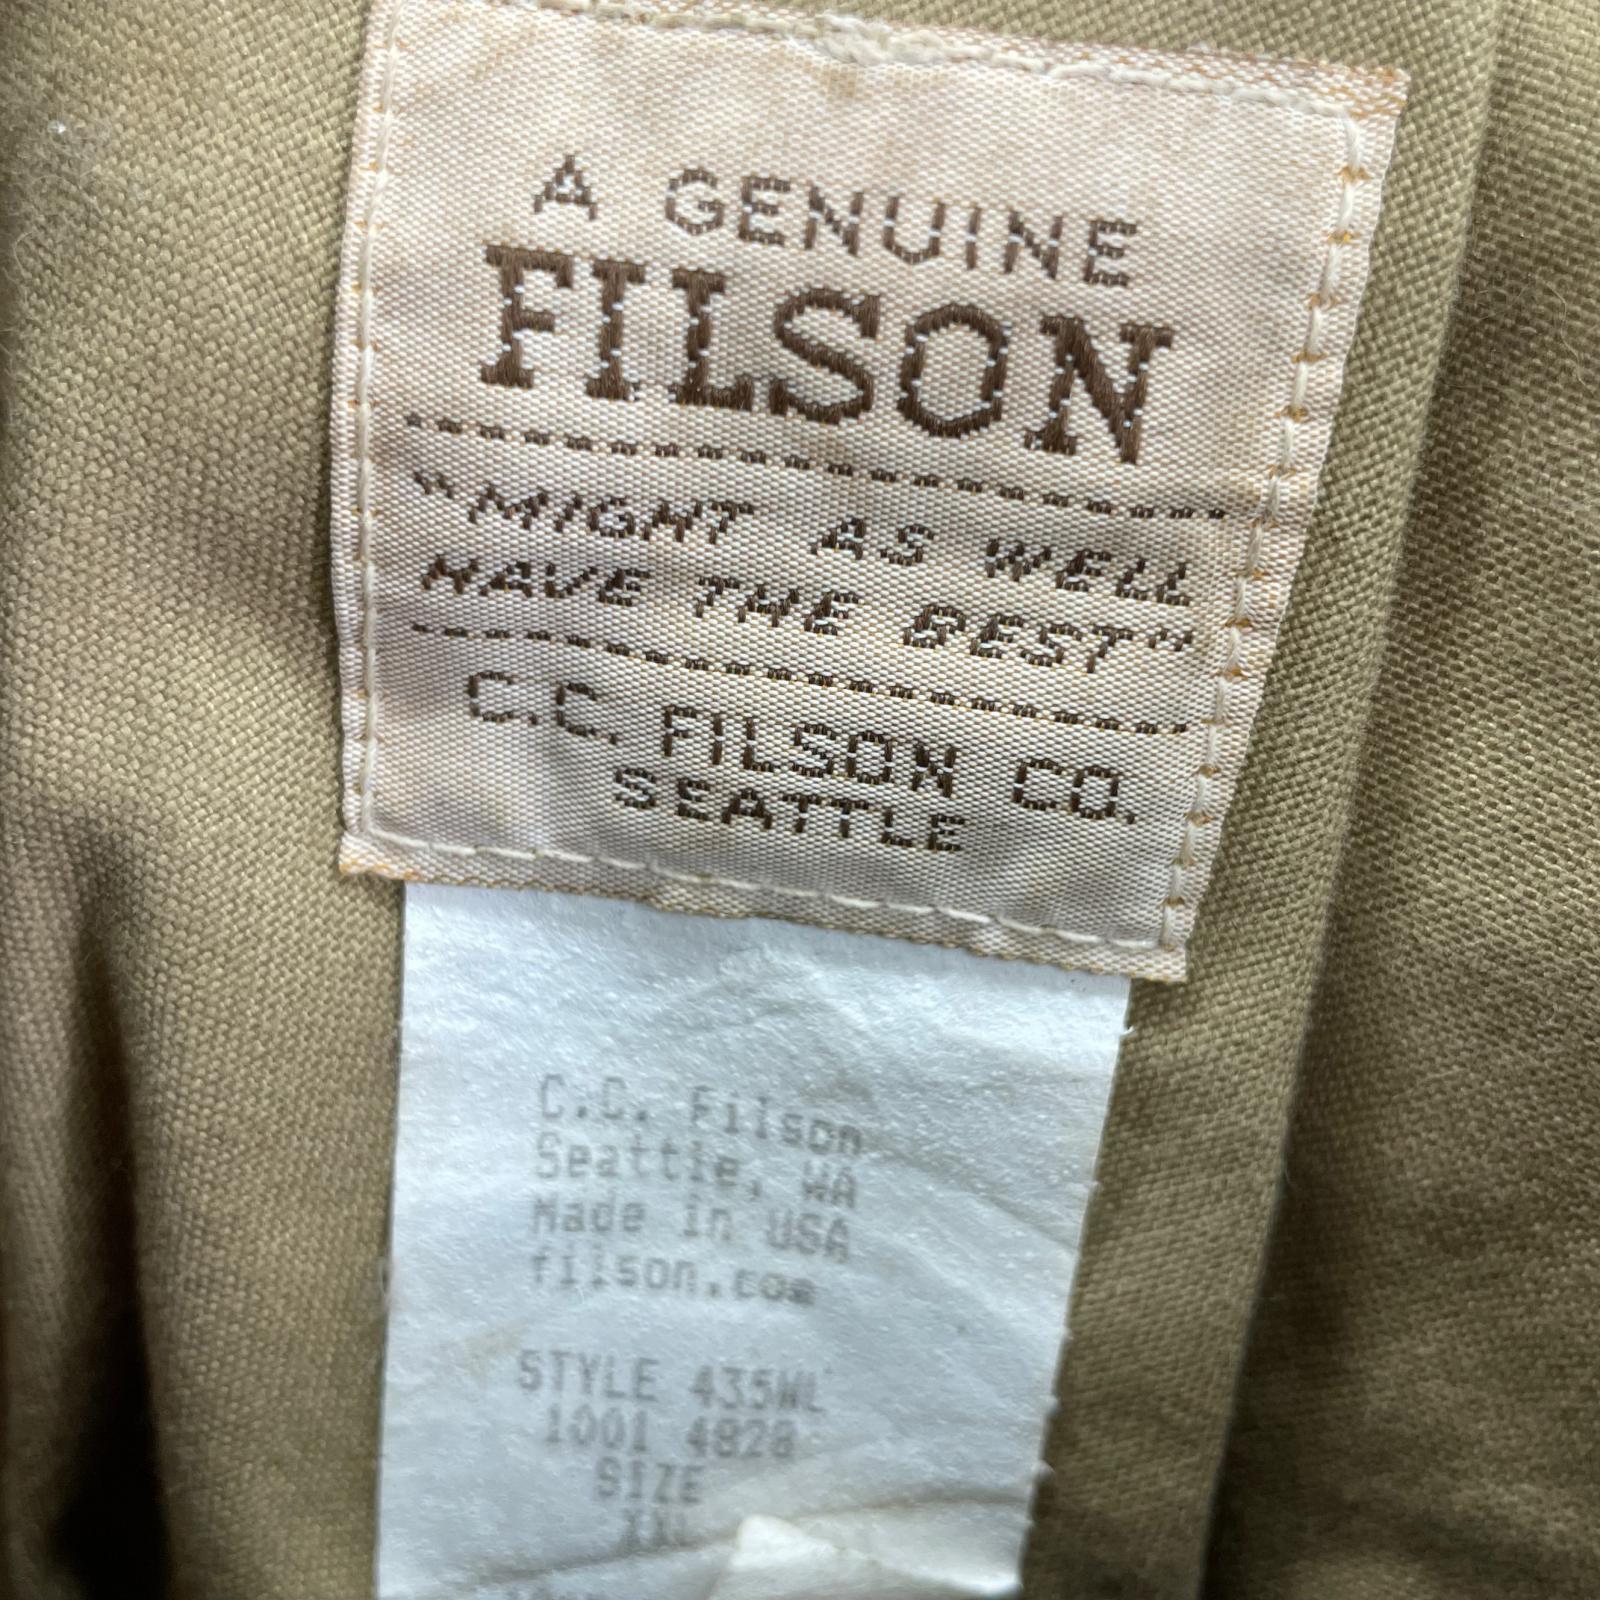 A GENUINE
FILSON
"MIGHT AS WELL
HAVE THE BEST"
C.C. FILSON CO.
SEATTLE
C.C. Filson
Seattle, WA
Made in USA
filson.com
STYLE 435WL
1001 4828
SIZE
XXL